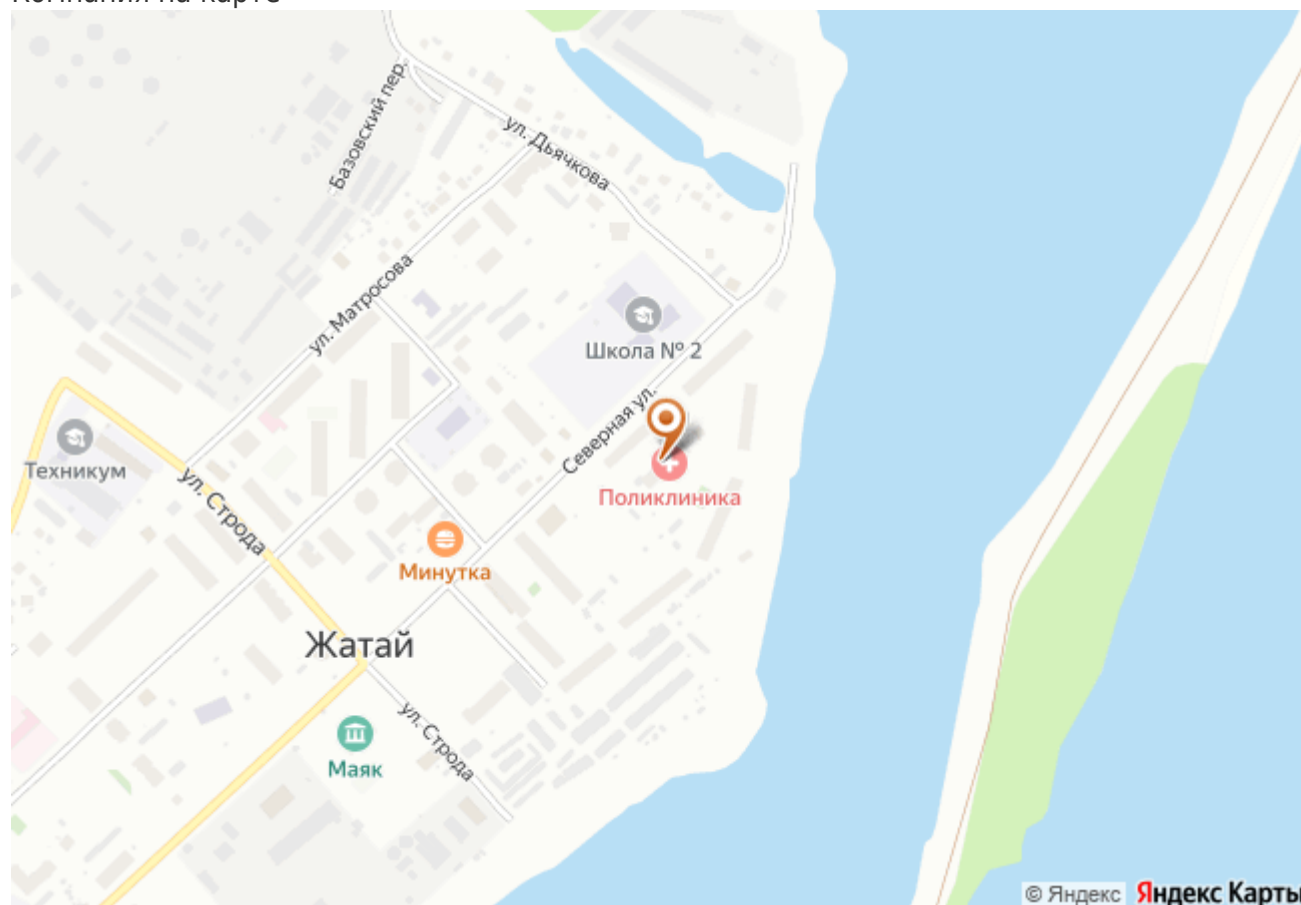 Компания на карте
Базовский пер.
ул. Дьячкова
ул. Матросова
Школа № 2
Северная ул.
Техникум
ул. Строда
Поликлиника
Минутка
Жатай
ул. Строда
Маяк
© Яндекс Яндекс Карты